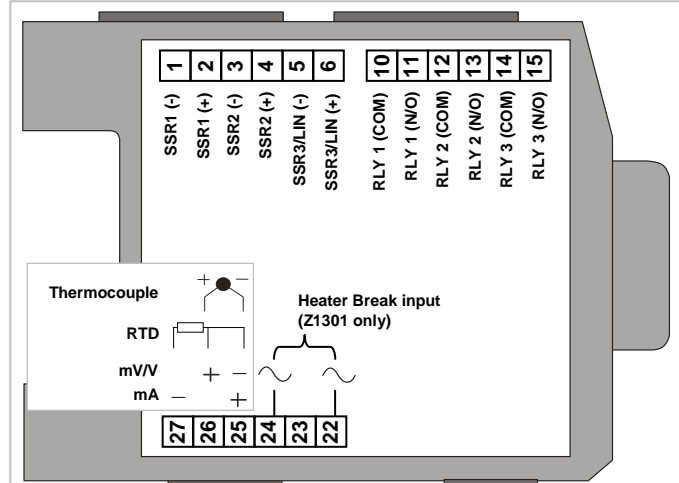 1 2 3 4 5 6 10 11 12 13 14 15
SSR1 (-)
SSR1 (+)
SSR2 (-)
SSR2 (+)
SSR3/LIN (-)
SSR3/LIN (+)
RLY 1 (COM)
RLY 1 (N/O)
RLY 2 (COM)
RLY 2 (N/O)
RLY 3 (COM)
RLY 3 (N/O)
Thermocouple + −
Heater Break input
(Z1301 only)
RTD
mV/V + −
mA − +
27 26 25 24 23 22